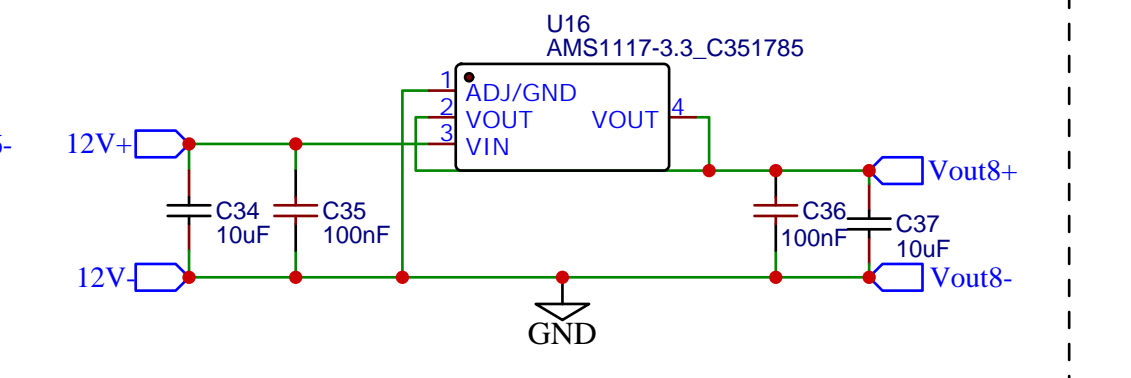 U16
AMS1117-3.3_C351785
1
ADJ/GND
2
VOUT
VOUT
4
3
VIN
12V+
Vout8+
C34
10uF
C35
100nF
C36
100nF
C37
10uF
12V-
Vout8-
GND